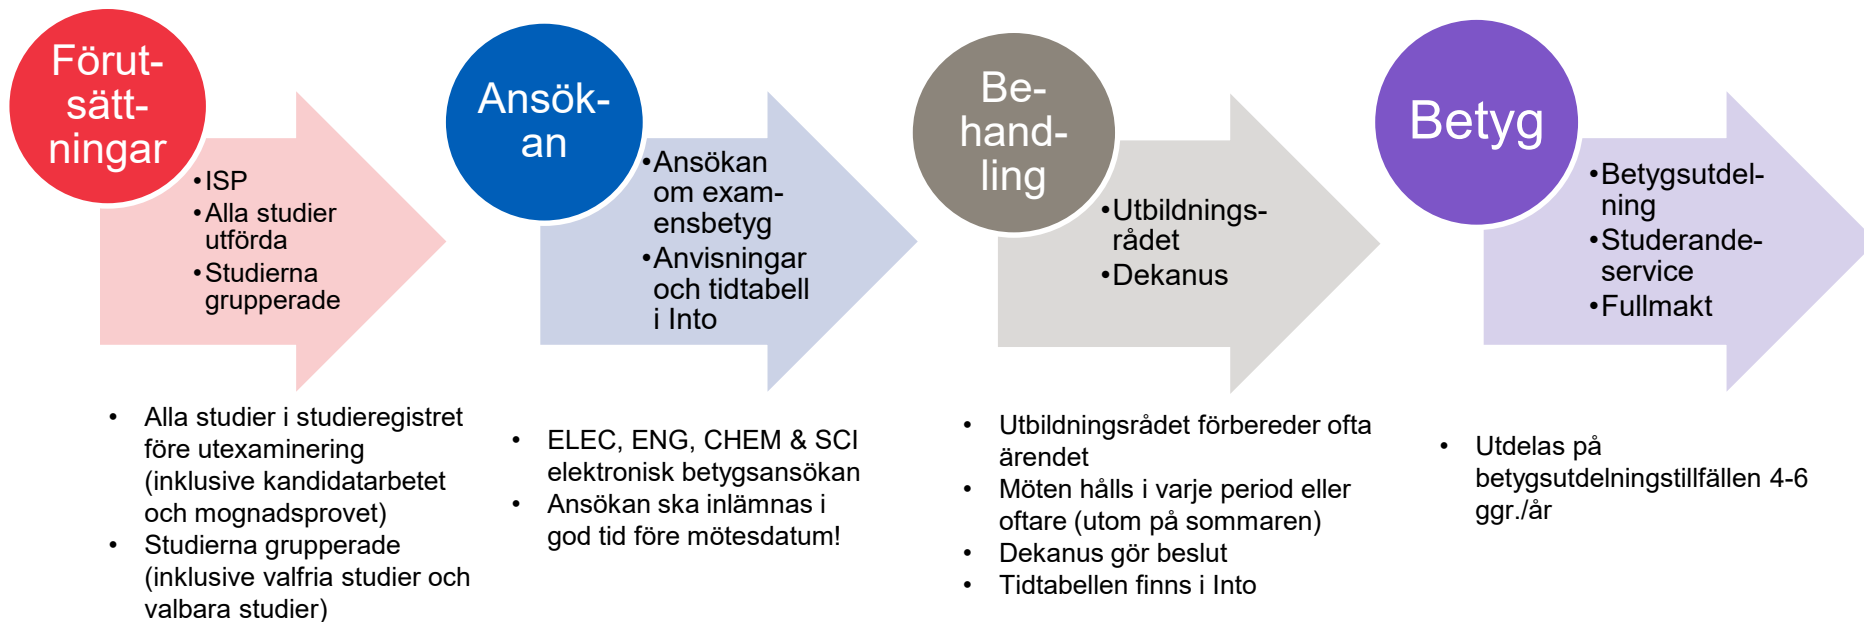 Förut-
sätt-
ningar
•ISP
•Alla studier
utförda
•Studierna
grupperade
• Alla studier i studieregistret
före utexaminering
(inklusive kandidatarbetet
och mognadsprovet)
• Studierna grupperade
(inklusive valfria studier och
valbara studier)
Ansök-
an
•Ansökan
om exam-
ensbetyg
•Anvisningar
och tidtabell
i Into
• ELEC, ENG, CHEM & SCI
elektronisk betygsansökan
• Ansökan ska inlämnas i
god tid före mötesdatum!
Be-
hand-
ling
•Utbildnings-
rådet
•Dekanus
• Utbildningsrådet förbereder ofta
ärendet
• Möten hålls i varje period eller
oftare (utom på sommaren)
• Dekanus gör beslut
• Tidtabellen finns i Into
Betyg
•Betygsutdel-
ning
•Studerande-
service
•Fullmakt
• Utdelas på
betygsutdelningstillfällen 4-6
ggr./år